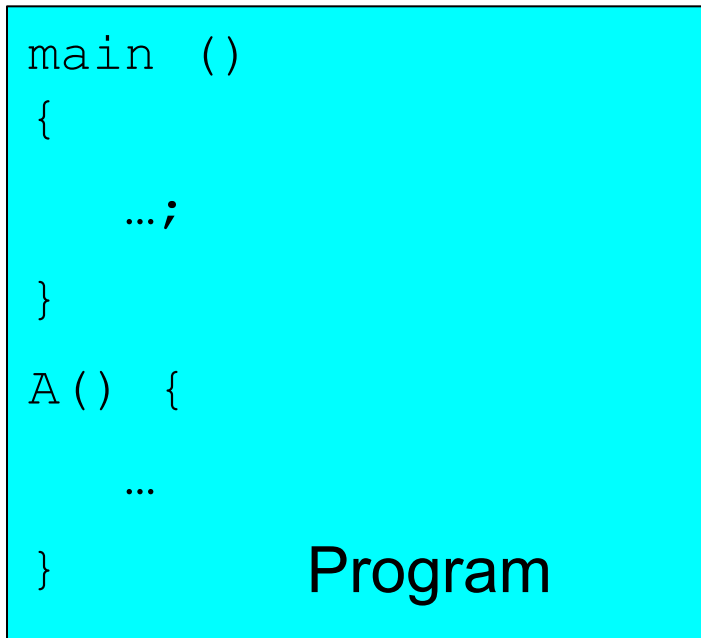 main ()
{
…;
}
A() {
…
}
Program